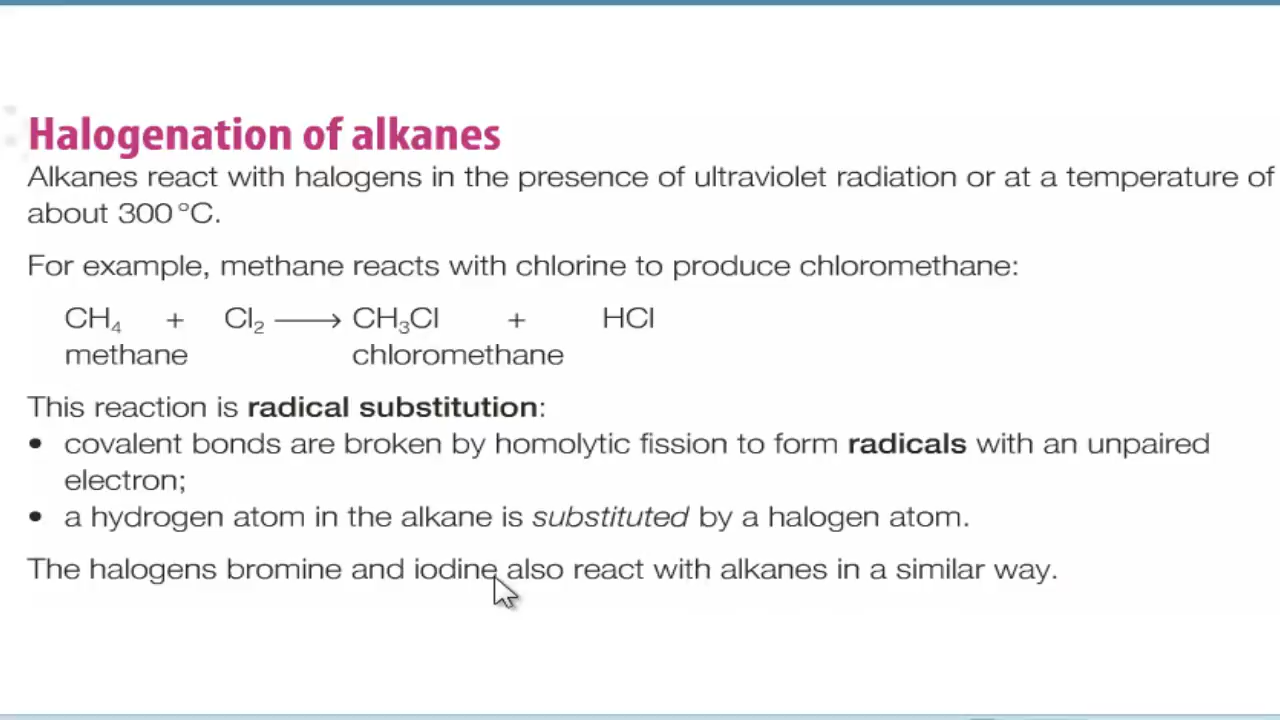 Halogenation of alkanes
Alkanes react with halogens in the presence of ultraviolet radiation or at a temperature of
about 300 °C.
For example, methane reacts with chlorine to produce chloromethane:
CH₄ + Cl₂ ⟶ CH₃Cl + HCl
methane chloromethane
This reaction is radical substitution:
• covalent bonds are broken by homolytic fission to form radicals with an unpaired
electron;
• a hydrogen atom in the alkane is substituted by a halogen atom.
The halogens bromine and iodine also react with alkanes in a similar way.